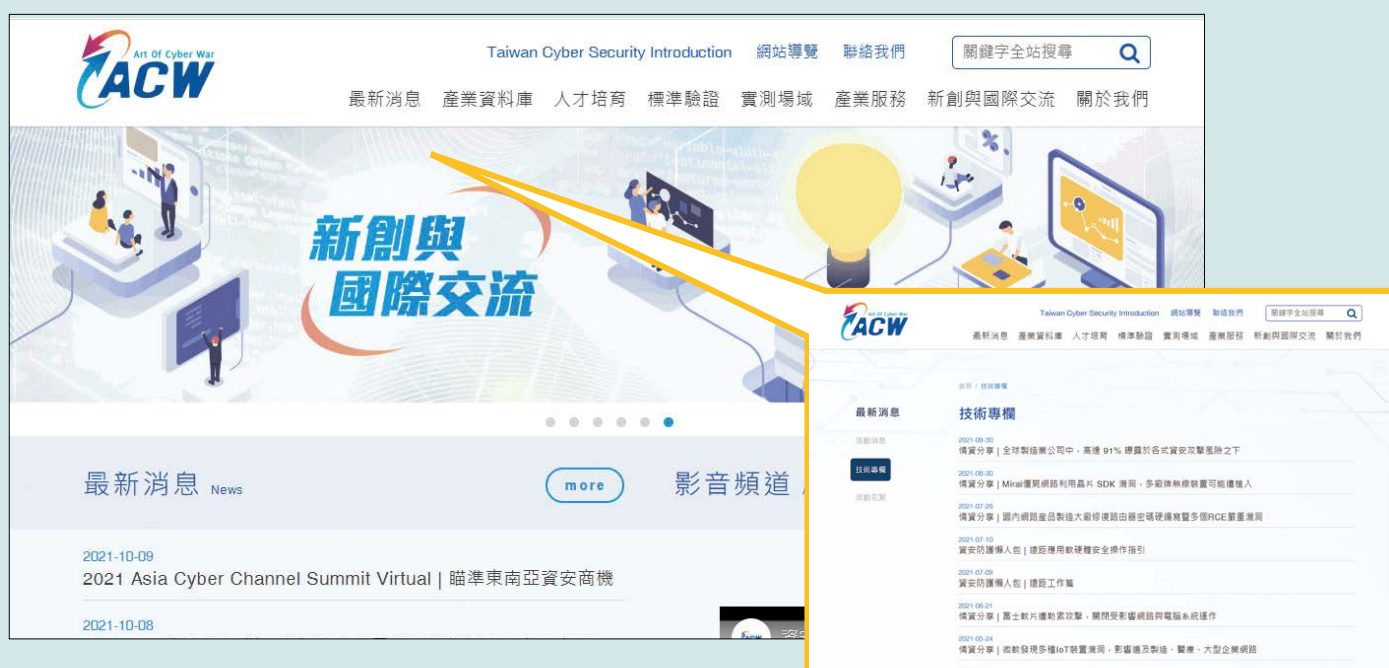 Art Of Cyber War
ACW
Taiwan Cyber Security Introduction 網站導覽 聯絡我們 關鍵字全站搜尋
最新消息 產業資料庫 人才培育 標準驗證 實測場域 產業服務 新創與國際交流 關於我們
新創與
國際交流
最新消息 News
more
影音頻道
2021-10-09
2021 Asia Cyber Channel Summit Virtual | 瞄準東南亞資安商機
2021-10-08
Art Of Cyber War
ACW
Taiwan Cyber Security Introduction 網站導覽 聯絡我們 關鍵字全站搜尋
最新消息 產業資料庫 人才培育 標準驗證 實測場域 產業服務 新創與國際交流 關於我們
首頁 / 技術專欄
最新消息
活動消息
技術專欄
活動花絮
技術專欄
2021-09-30
情資分享 | 全球製造業公司中，高達 91% 曝露於各式資安攻擊風險之下
2021-08-30
情資分享 | Mirai僵屍網路利用晶片 SDK 漏洞，多廠牌無線裝置可能遭植入
2021-07-26
情資分享 | 國內網路產品製造大廠修復路由器密碼硬編寫暨多個RCE嚴重漏洞
2021-07-10
資安防護懶人包 | 遠距應用軟硬體安全操作指引
2021-07-09
資安防護懶人包 | 遠距工作篇
2021-06-21
情資分享 | 富士軟片遭勒索攻擊，關閉受影響網路與電腦系統運作
2021-05-24
情資分享 | 微軟發現多種IoT裝置漏洞，影響遍及製造、醫療、大型企業網路